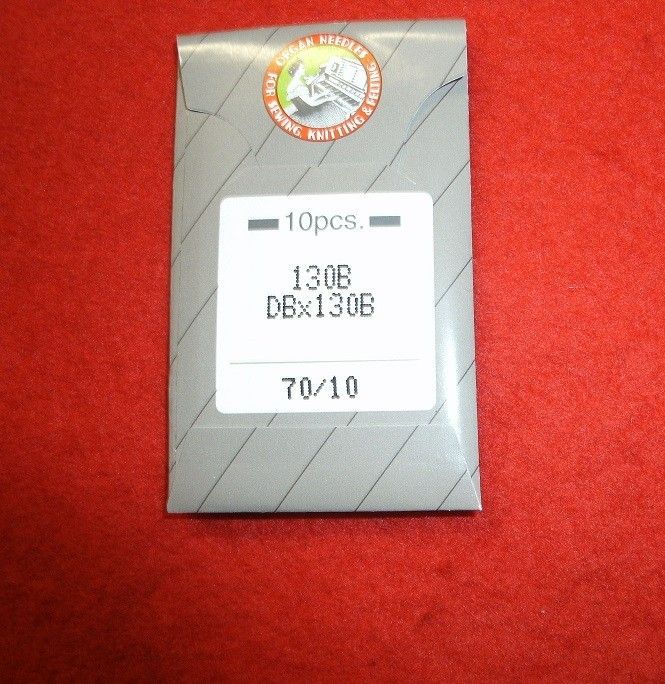 ORGAN NEEDLES
FOR SEWING, KNITTING & FELTING
10pcs.
130B
DBx130B
70/10